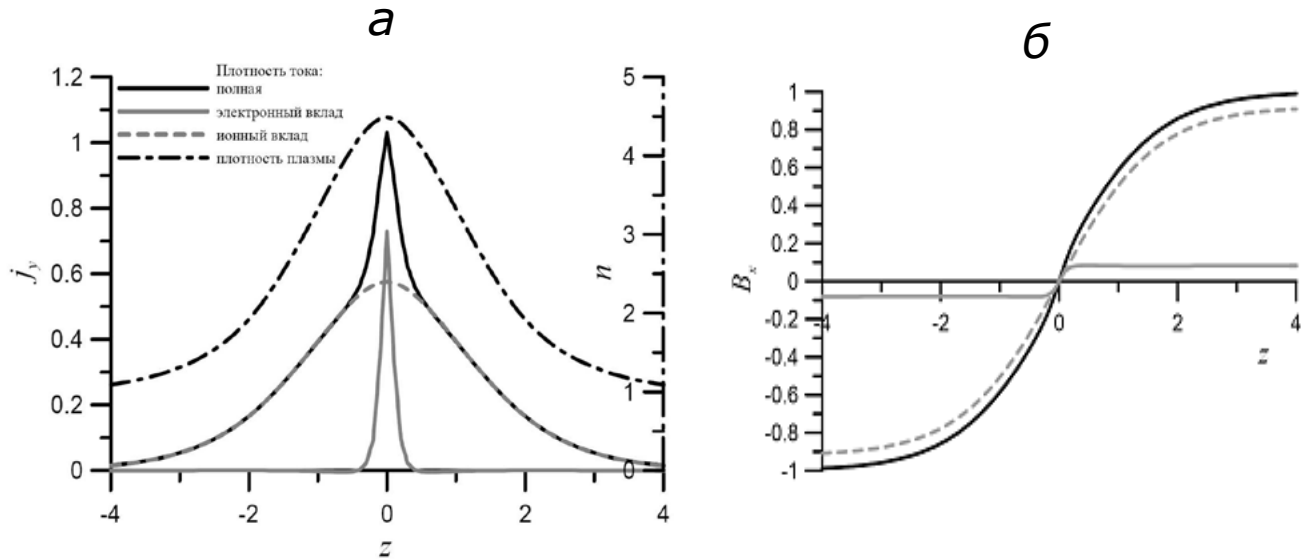 а
Плотность тока:
полная
электронный вклад
ионный вклад
плотность плазмы
1.2
1
0.8
0.6
0.4
0.2
0
j_y
5
4
3
2
1
0
n
-4
-2
0
2
4
z
б
1
0.8
0.6
0.4
0.2
0
-0.2
-0.4
-0.6
-0.8
-1
B_x
-4
-2
0
2
4
z